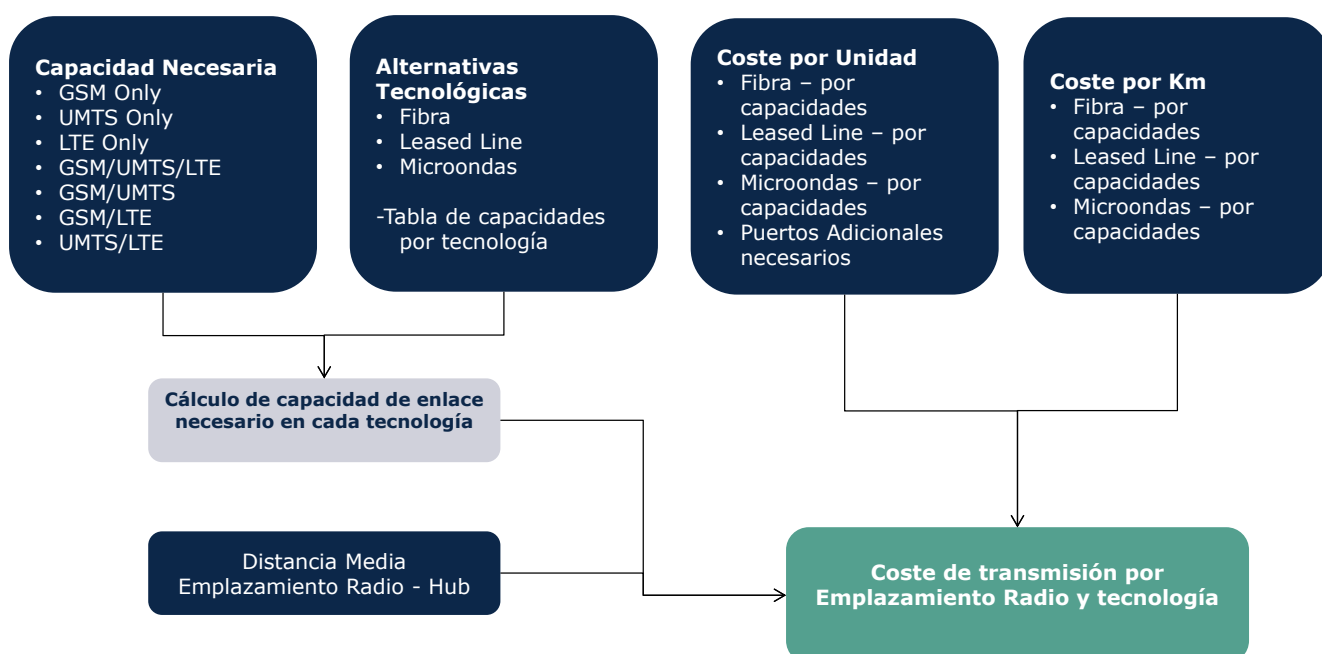 Capacidad Necesaria
• GSM Only
• UMTS Only
• LTE Only
• GSM/UMTS/LTE
• GSM/UMTS
• GSM/LTE
• UMTS/LTE
Alternativas
Tecnológicas
• Fibra
• Leased Line
• Microondas
-Tabla de capacidades
por tecnología
Coste por Unidad
• Fibra – por
capacidades
• Leased Line – por
capacidades
• Microondas – por
capacidades
• Puertos Adicionales
necesarios
Coste por Km
• Fibra – por
capacidades
• Leased Line – por
capacidades
• Microondas – por
capacidades
Cálculo de capacidad de enlace
necesario en cada tecnología
Distancia Media
Emplazamiento Radio - Hub
Coste de transmisión por
Emplazamiento Radio y tecnología